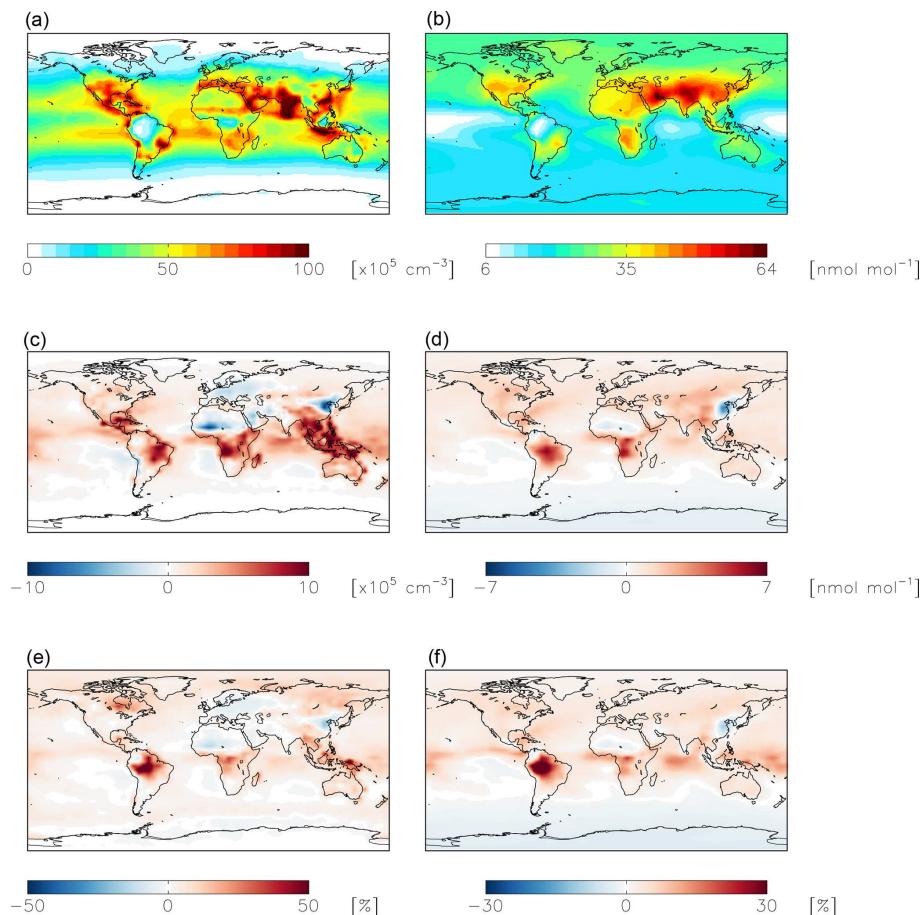 (a) (b)
0 50 100 [x10⁵ cm⁻³] 6 35 64 [nmol mol⁻¹]
(c) (d)
−10 0 10 [x10⁵ cm⁻³] −7 0 7 [nmol mol⁻¹]
(e) (f)
−50 0 50 [%] −30 0 30 [%]